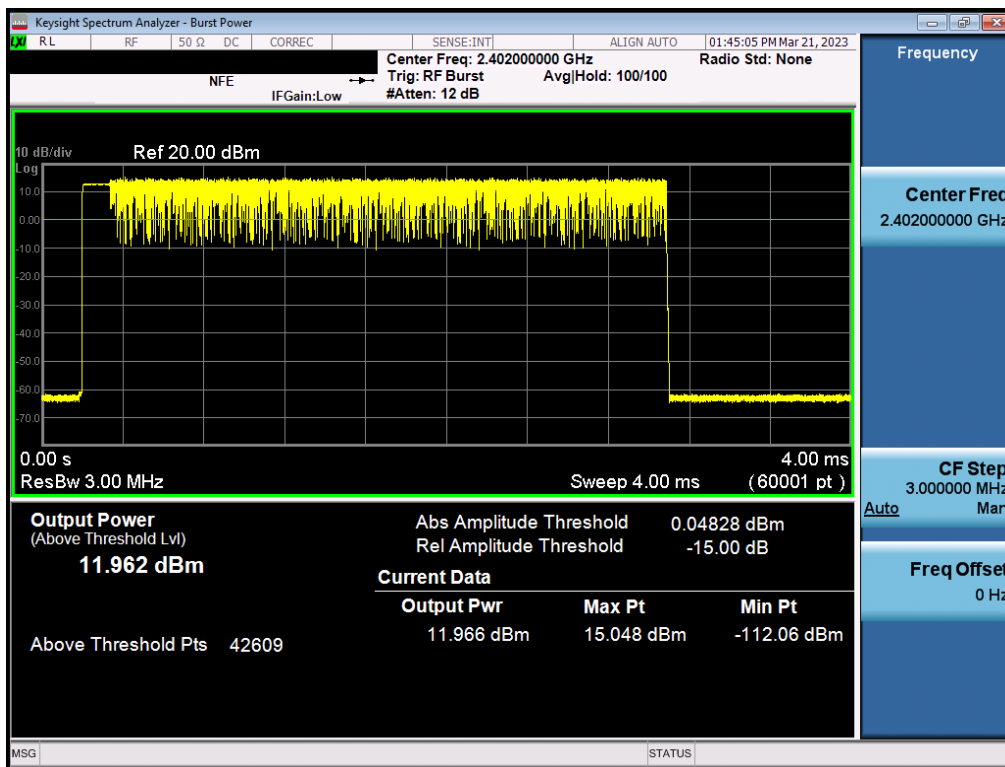 Keysight Spectrum Analyzer - Burst Power
LXI RL RF 50 Ω DC CORREC SENSE:INT ALIGN AUTO 01:45:05 PM Mar 21, 2023
Center Freq: 2.402000000 GHz Radio Std: None
NFE Trig: RF Burst Avg|Hold: 100/100
IFGain:Low #Atten: 12 dB
10 dB/div Ref 20.00 dBm
Log
10.0
0.00
-10.0
-20.0
-30.0
-40.0
-50.0
-60.0
-70.0
0.00 s 4.00 ms
ResBw 3.00 MHz Sweep 4.00 ms (60001 pt )
Output Power
(Above Threshold Lvl)
11.962 dBm
Abs Amplitude Threshold 0.04828 dBm
Rel Amplitude Threshold -15.00 dB
Current Data
Output Pwr Max Pt Min Pt
11.966 dBm 15.048 dBm -112.06 dBm
Above Threshold Pts 42609
MSG STATUS
Frequency
Center Freq
2.402000000 GHz
CF Step
3.000000 MHz
Auto Man
Freq Offset
0 Hz